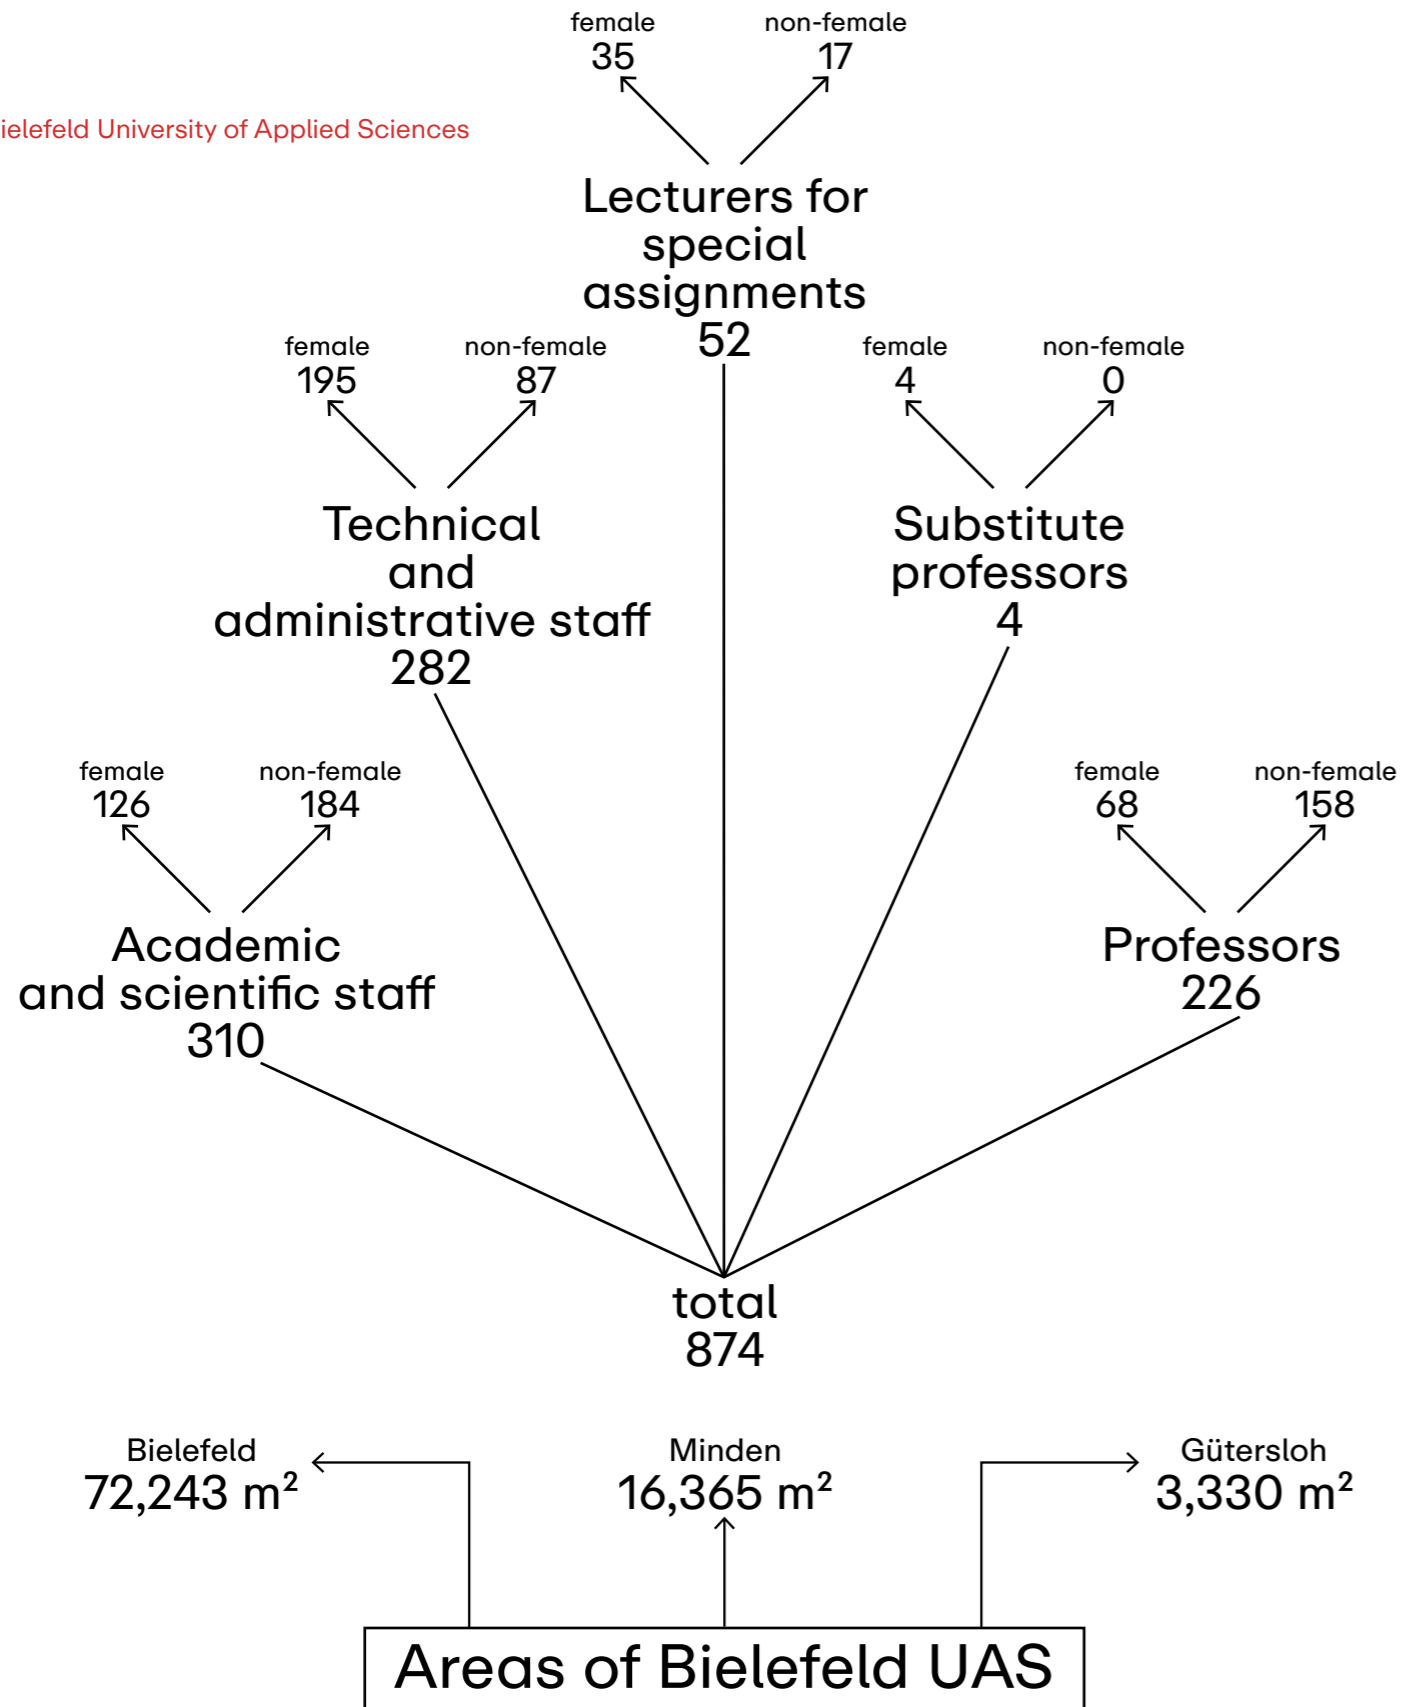 female non-female
35 17
ielefeld University of Applied Sciences
Lecturers for
special
assignments
52
female non-female
195 87
female non-female
4 0
Technical
and
administrative staff
282
Substitute
professors
4
female non-female
126 184
female non-female
68 158
Academic
and scientific staff
310
Professors
226
total
874
Bielefeld
72,243 m²
Minden
16,365 m²
Gütersloh
3,330 m²
Areas of Bielefeld UAS